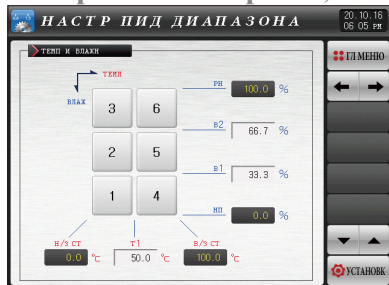 НАСТР ПИД ДИАПАЗОНА
20.10.16
06 05 PM
ТЕМП И ВЛАЖН
ГЛ МЕНЮ
ТЕМП
ВЛАЖ
3 6
2 5
1 4
РН 100.0 %
В2 66.7 %
В1 33.3 %
НП 0.0 %
Н/З СТ Т1 В/З СТ
0.0 ℃ 50.0 ℃ 100.0 ℃
УСТАНОВК